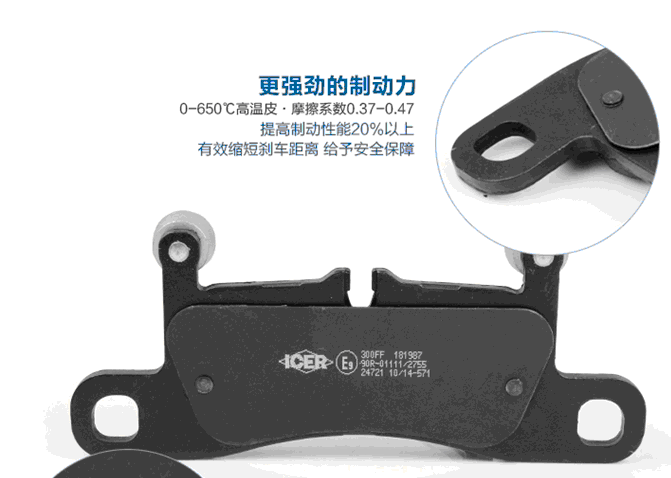 更强劲的制动力
0-650℃高温皮·摩擦系数0.37-0.47
提高制动性能20%以上
有效缩短刹车距离 给予安全保障
ICER E9 300FF 181987
90R-01111/2755
24721 10/14-571